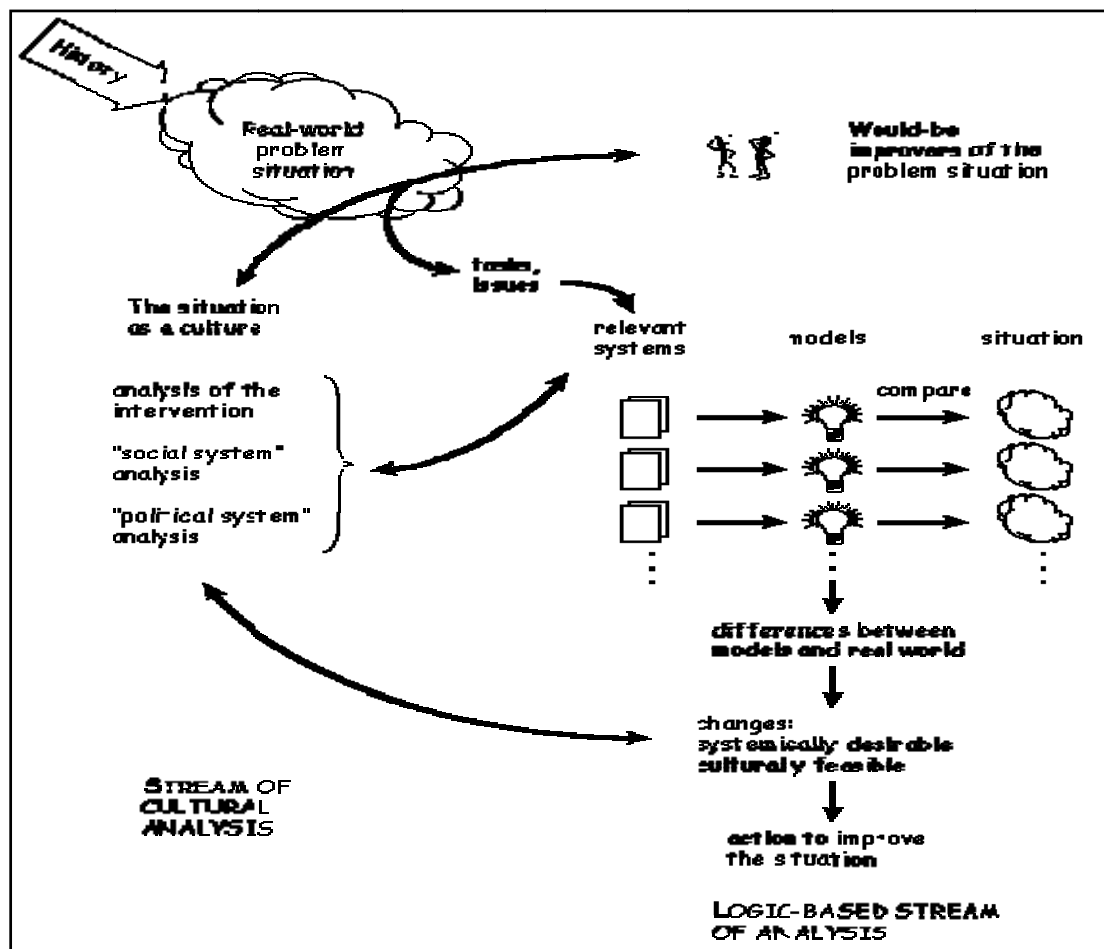 History
Real-world
problem
situation
Would-be
improvers of the
problem situation
tasks,
issues
The situation
as a culture
relevant
systems
models
situation
compare
analysis of the
intervention
"social system"
analysis
"political system"
analysis
differences between
models and real world
changes:
systemically desirable
culturaly feasible
action to improve
the situation
STREAM OF
CULTURAL
ANALYSIS
LOGIC-BASED STREAM
OF ANALYSIS